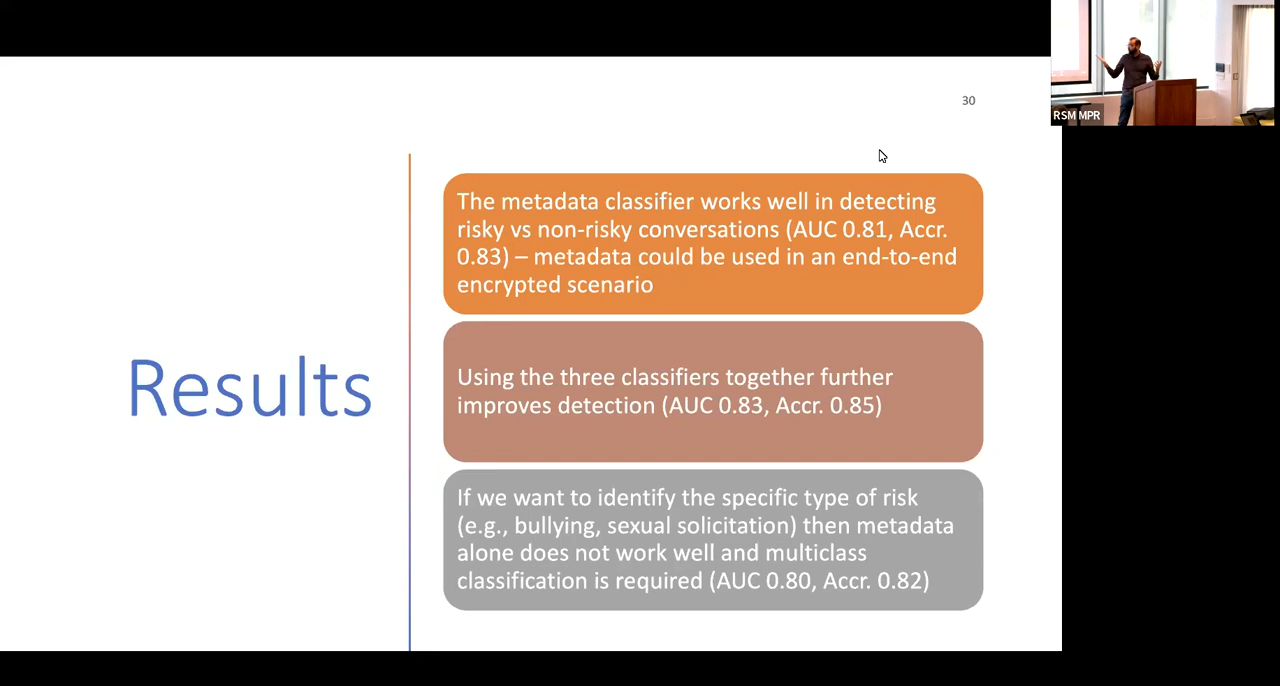 RSM MPR
30
Results
The metadata classifier works well in detecting
risky vs non-risky conversations (AUC 0.81, Accr.
0.83) – metadata could be used in an end-to-end
encrypted scenario
Using the three classifiers together further
improves detection (AUC 0.83, Accr. 0.85)
If we want to identify the specific type of risk
(e.g., bullying, sexual solicitation) then metadata
alone does not work well and multiclass
classification is required (AUC 0.80, Accr. 0.82)